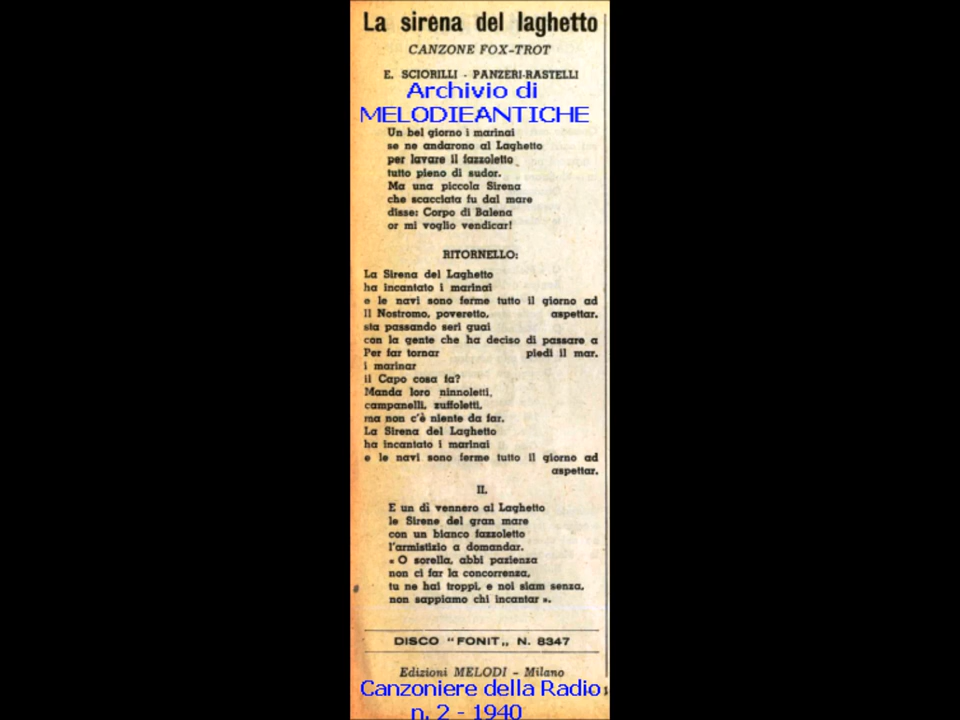 La sirena del laghetto
CANZONE FOX-TROT
E. SCIORILLI - PANZERI-RASTELLI
Archivio di
MELODIEANTICHE
Un bel giorno i marinai
se ne andarono al Laghetto
per lavare il fazzoletto
tutto pieno di sudor.
Ma una piccola Sirena
che scacciata fu dal mare
disse: Corpo di Balena
or mi voglio vendicar!
RITORNELLO:
La Sirena del Laghetto
ha incantato i marinai
e le navi sono ferme tutto il giorno ad
Il Nostromo, poveretto, aspettar.
sta passando seri guai
con la gente che ha deciso di passare a
Per far tornar piedi il mar.
i marinar
il Capo cosa fa?
Manda loro ninnoletti,
campanelli, zuffoletti,
ma non c'è niente da far.
La Sirena del Laghetto
ha incantato i marinai
e le navi sono ferme tutto il giorno ad
aspettar.
II.
E un dì vennero al Laghetto
le Sirene del gran mare
con un bianco fazzoletto
l'armistizio a domandar.
« O sorella, abbi pazienza
non ci far la concorrenza,
tu ne hai troppi, e noi siam senza,
non sappiamo chi incantar ».
DISCO "FONIT„ N. 8347
Edizioni MELODI - Milano
Canzoniere della Radio
n. 2 - 1940